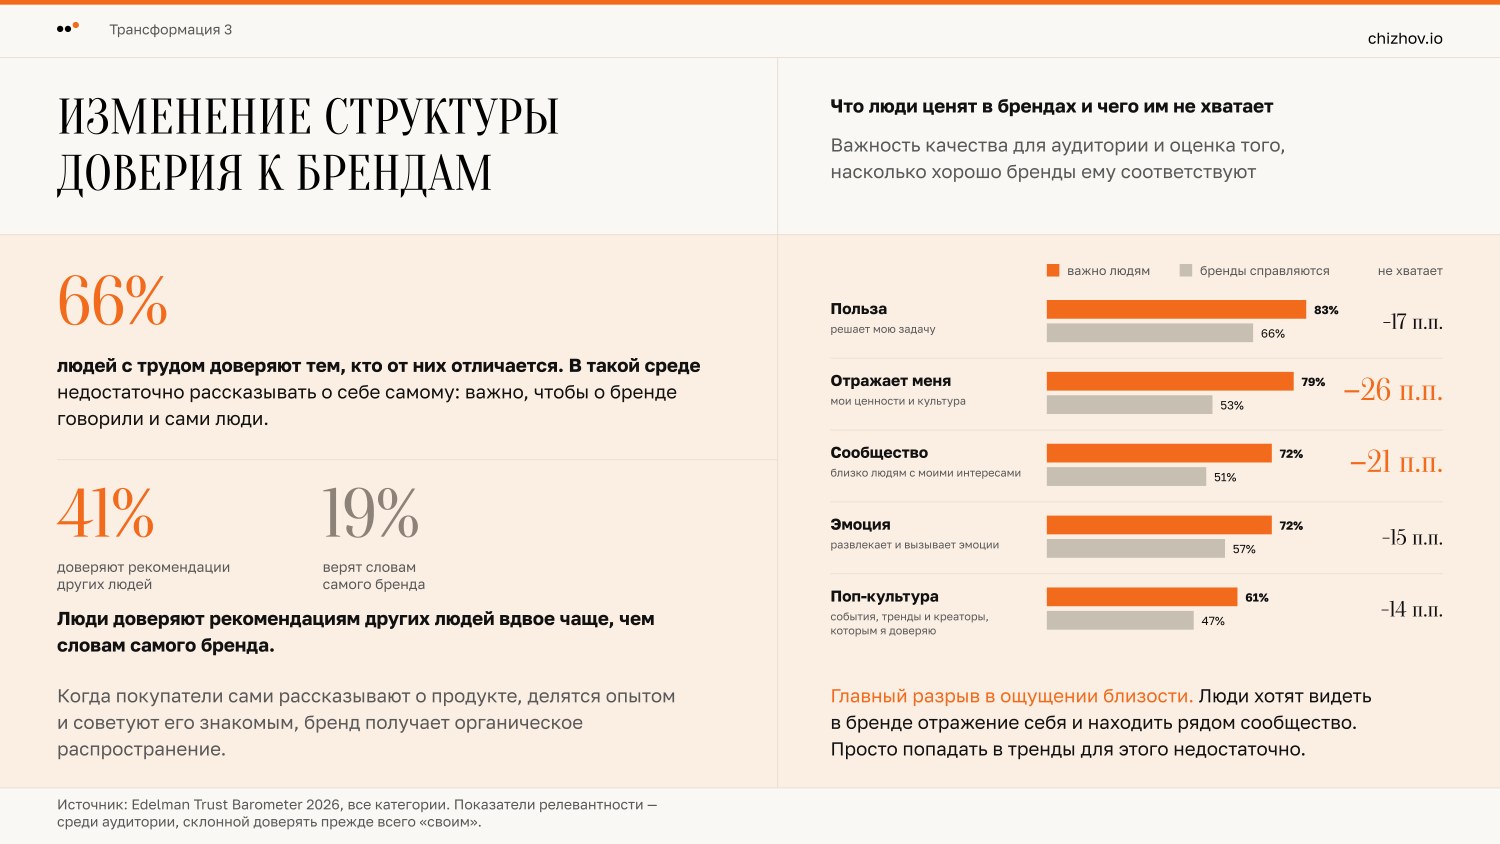 Трансформация 3
chizhov.io
ИЗМЕНЕНИЕ СТРУКТУРЫ
ДОВЕРИЯ К БРЕНДАМ
Что люди ценят в брендах и чего им не хватает
Важность качества для аудитории и оценка того,
насколько хорошо бренды ему соответствуют
66%
людей с трудом доверяют тем, кто от них отличается. В такой среде
недостаточно рассказывать о себе самому: важно, чтобы о бренде
говорили и сами люди.
41%
доверяют рекомендации
других людей
19%
верят словам
самого бренда
Люди доверяют рекомендациям других людей вдвое чаще, чем
словам самого бренда.
Когда покупатели сами рассказывают о продукте, делятся опытом
и советуют его знакомым, бренд получает органическое
распространение.
важно людям
бренды справляются
не хватает
Польза
решает мою задачу
83%
66%
−17 п.п.
Отражает меня
мои ценности и культура
79%
53%
−26 п.п.
Сообщество
близко людям с моими интересами
72%
51%
−21 п.п.
Эмоция
развлекает и вызывает эмоции
72%
57%
−15 п.п.
Поп-культура
события, тренды и креаторы,
которым я доверяю
61%
47%
−14 п.п.
Главный разрыв в ощущении близости. Люди хотят видеть
в бренде отражение себя и находить рядом сообщество.
Просто попадать в тренды для этого недостаточно.
Источник: Edelman Trust Barometer 2026, все категории. Показатели релевантности —
среди аудитории, склонной доверять прежде всего «своим».